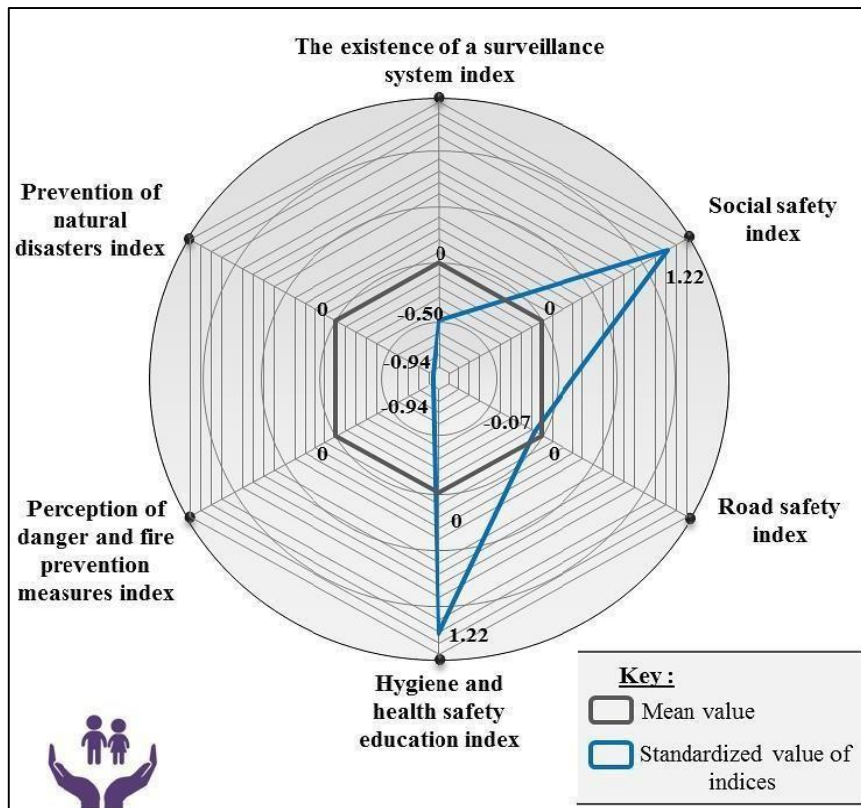 The existence of a surveillance
system index
Prevention of
natural
disasters index
Social safety
index
0
1.22
0
0
-0.50
-0.94
-0.94
-0.07
0
0
0
Perception of
danger and fire
prevention
measures index
Road safety
index
1.22
Hygiene and
health safety
education index
Key :
Mean value
Standardized value of
indices